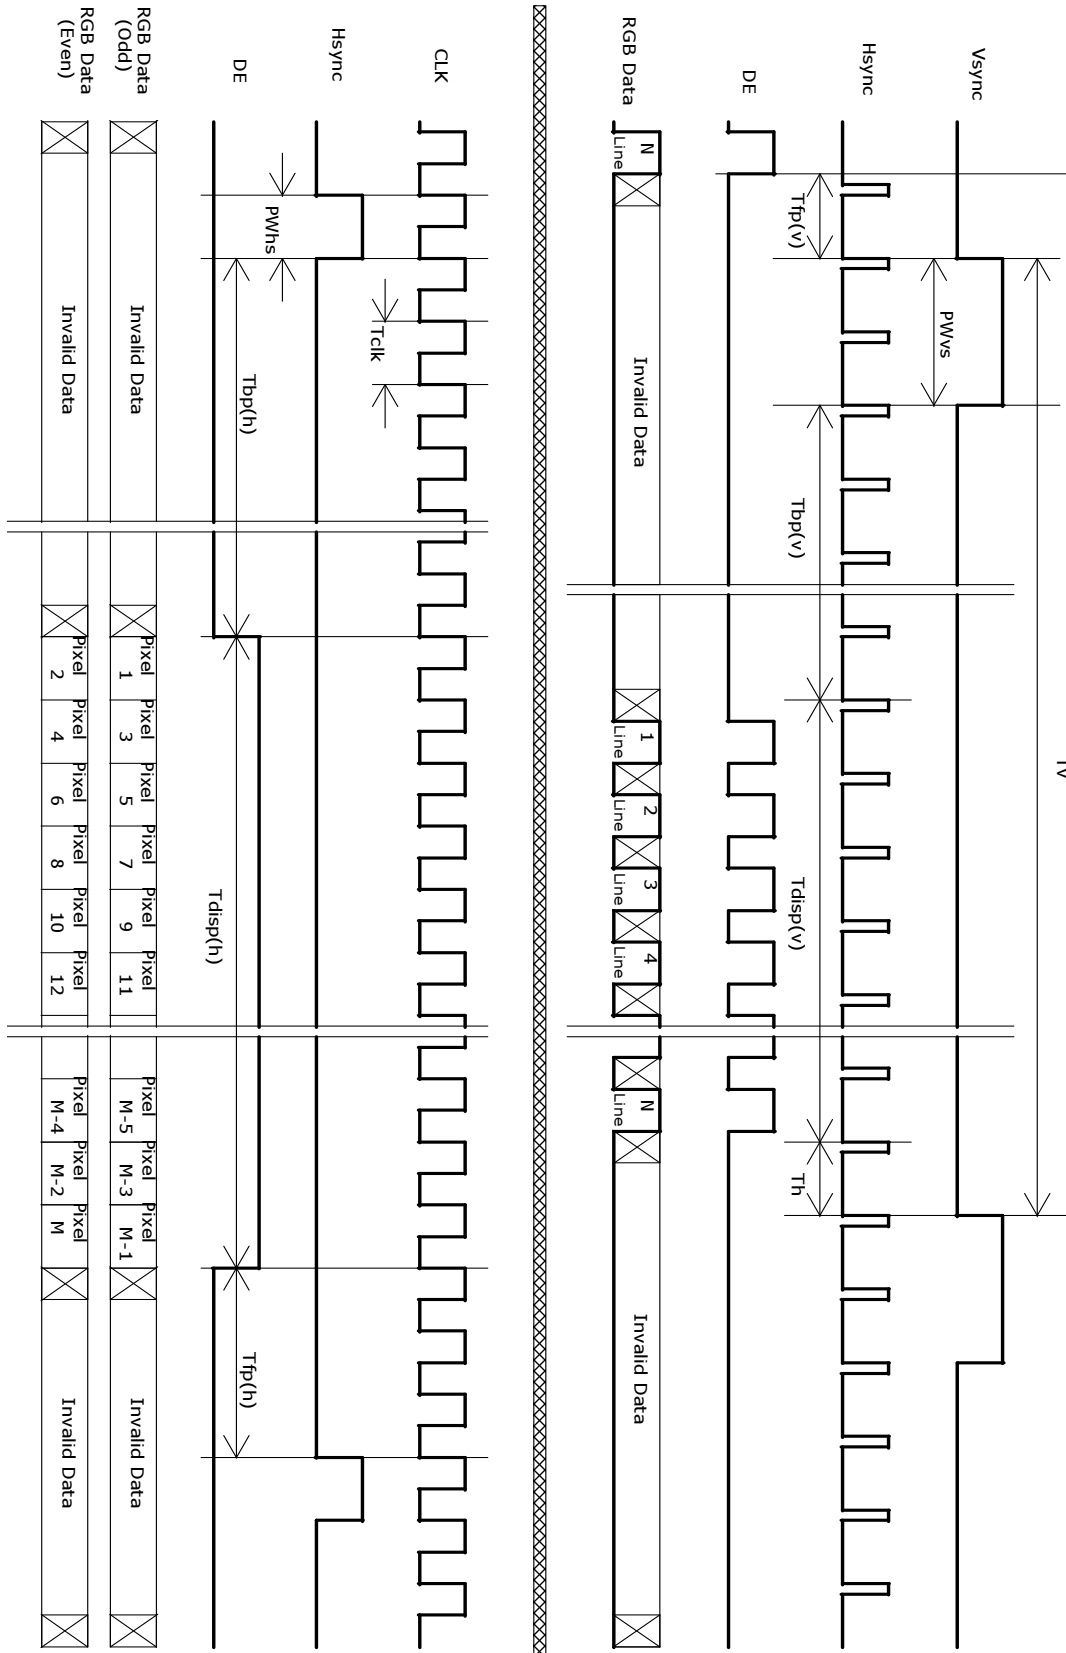 Vsync
Tv
PWvs
Hsync
Tfp(v)
Tbp(v)
Tdisp(v)
Th
DE
RGB Data
Line
N
Invalid Data
Line
1
Line
2
Line
3
Line
4
Line
N
Invalid Data
CLK
Tclk
Hsync
PWhs
DE
Tbp(h)
Tdisp(h)
Tfp(h)
RGB Data
(Odd)
Invalid Data
Pixel
1
Pixel
3
Pixel
5
Pixel
7
Pixel
9
Pixel
11
Pixel
M-5
Pixel
M-3
Pixel
M-1
Invalid Data
RGB Data
(Even)
Invalid Data
Pixel
2
Pixel
4
Pixel
6
Pixel
8
Pixel
10
Pixel
12
Pixel
M-4
Pixel
M-2
Pixel
M
Invalid Data